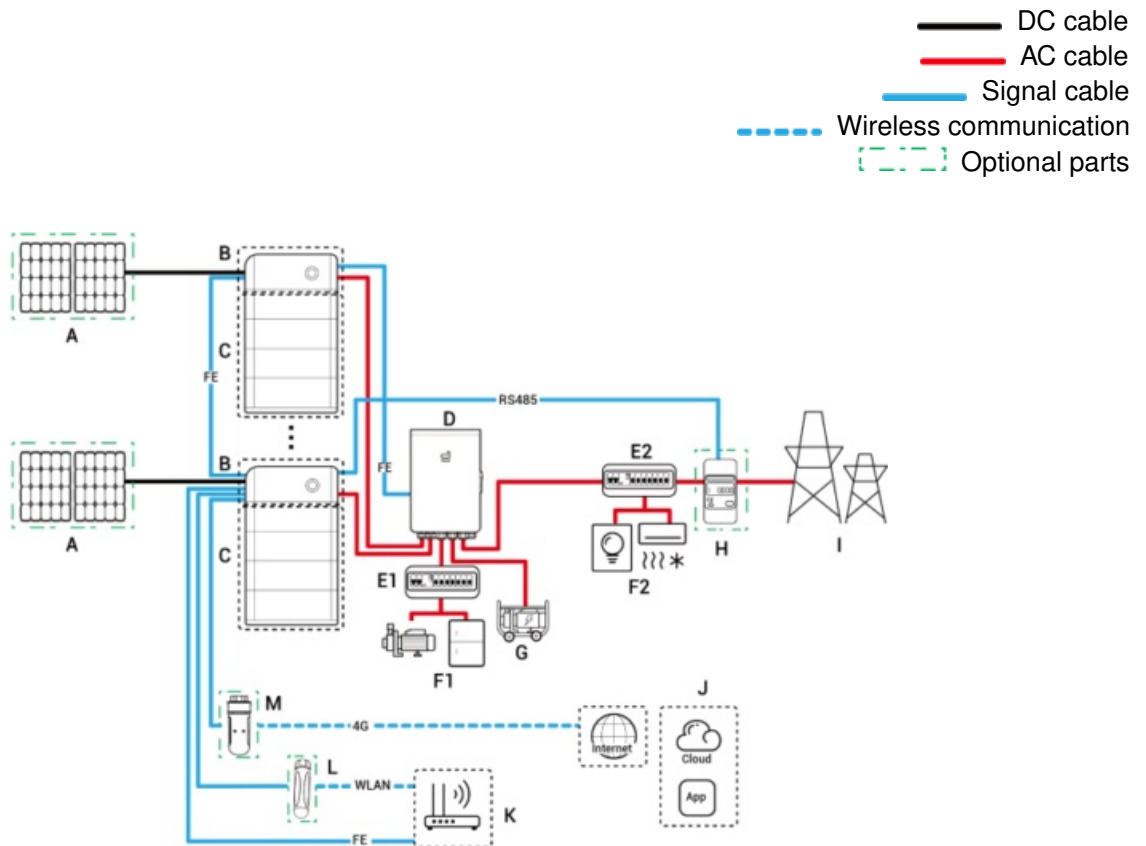 DC cable
AC cable
Signal cable
Wireless communication
Optional parts
B
A
C
FE
RS485
D
E2
B
FE
A
H
I
C
E1
F2
G
F1
M
J
4G
Internet
Cloud
L
WLAN
App
K
FE